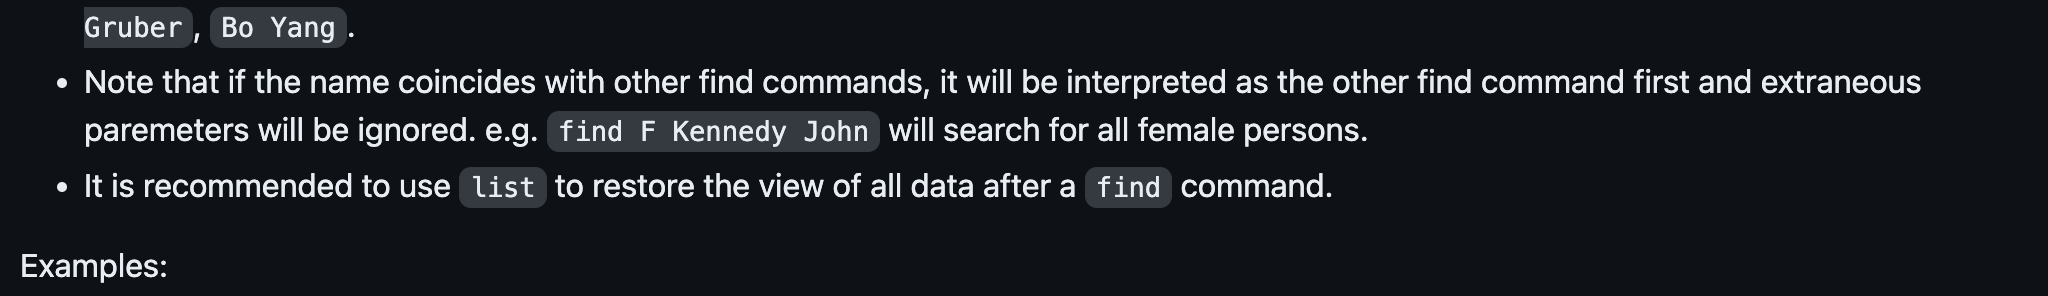 Gruber, Bo Yang.
• Note that if the name coincides with other find commands, it will be interpreted as the other find command first and extraneous
paremeters will be ignored. e.g. find F Kennedy John will search for all female persons.
• It is recommended to use list to restore the view of all data after a find command.
Examples: